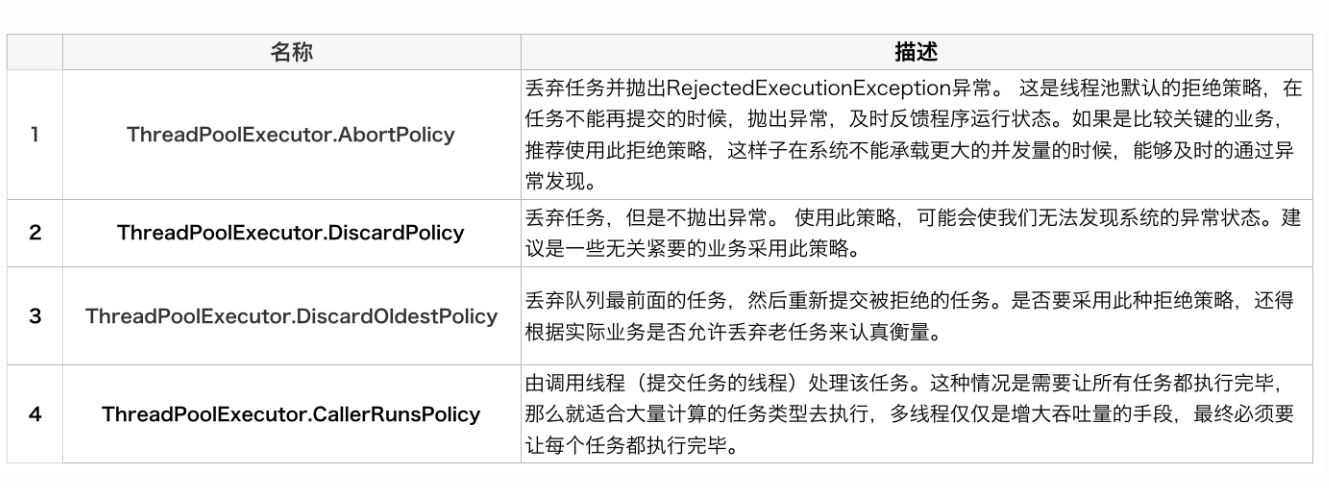 名称 描述
丢弃任务并抛出RejectedExecutionException异常。 这是线程池默认的拒绝策略，在
任务不能再提交的时候，抛出异常，及时反馈程序运行状态。如果是比较关键的业务，
1 ThreadPoolExecutor.AbortPolicy
推荐使用此拒绝策略，这样子在系统不能承载更大的并发量的时候，能够及时的通过异
常发现。
2 ThreadPoolExecutor.DiscardPolicy
丢弃任务，但是不抛出异常。 使用此策略，可能会使我们无法发现系统的异常状态。建
议是一些无关紧要的业务采用此策略。
3 ThreadPoolExecutor.DiscardOldestPolicy
丢弃队列最前面的任务，然后重新提交被拒绝的任务。是否要采用此种拒绝策略，还得
根据实际业务是否允许丢弃老任务来认真衡量。
4 ThreadPoolExecutor.CallerRunsPolicy
由调用线程（提交任务的线程）处理该任务。这种情况是需要让所有任务都执行完毕，
那么就适合大量计算的任务类型去执行，多线程仅仅是增大吞吐量的手段，最终必须要
让每个任务都执行完毕。